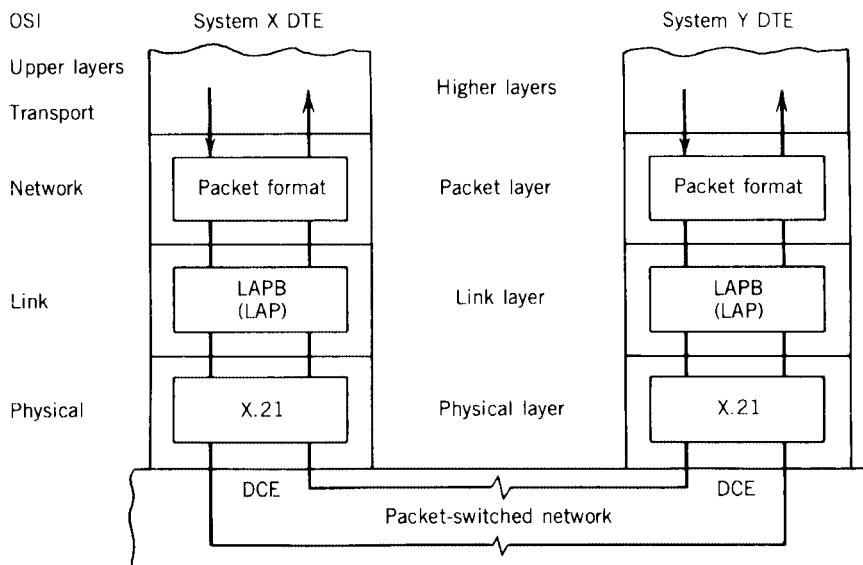 OSI
System X DTE
System Y DTE
Upper layers
Higher layers
Transport
Network
Packet format
Packet layer
Packet format
Link
LAPB
(LAP)
Link layer
LAPB
(LAP)
Physical
X.21
Physical layer
X.21
DCE
DCE
Packet-switched network